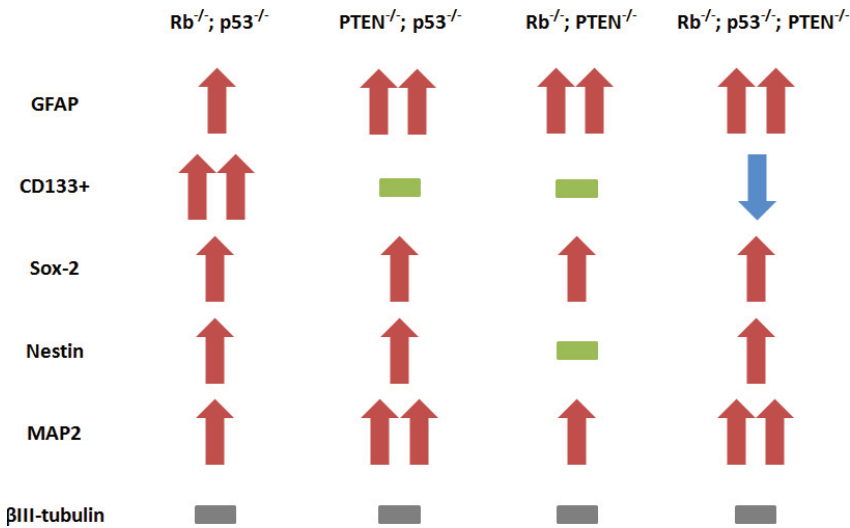 Rb-/-; p53-/- PTEN-/-; p53-/- Rb-/-; PTEN-/- Rb-/-; p53-/-; PTEN-/-
GFAP
CD133+
Sox-2
Nestin
MAP2
βIII-tubulin